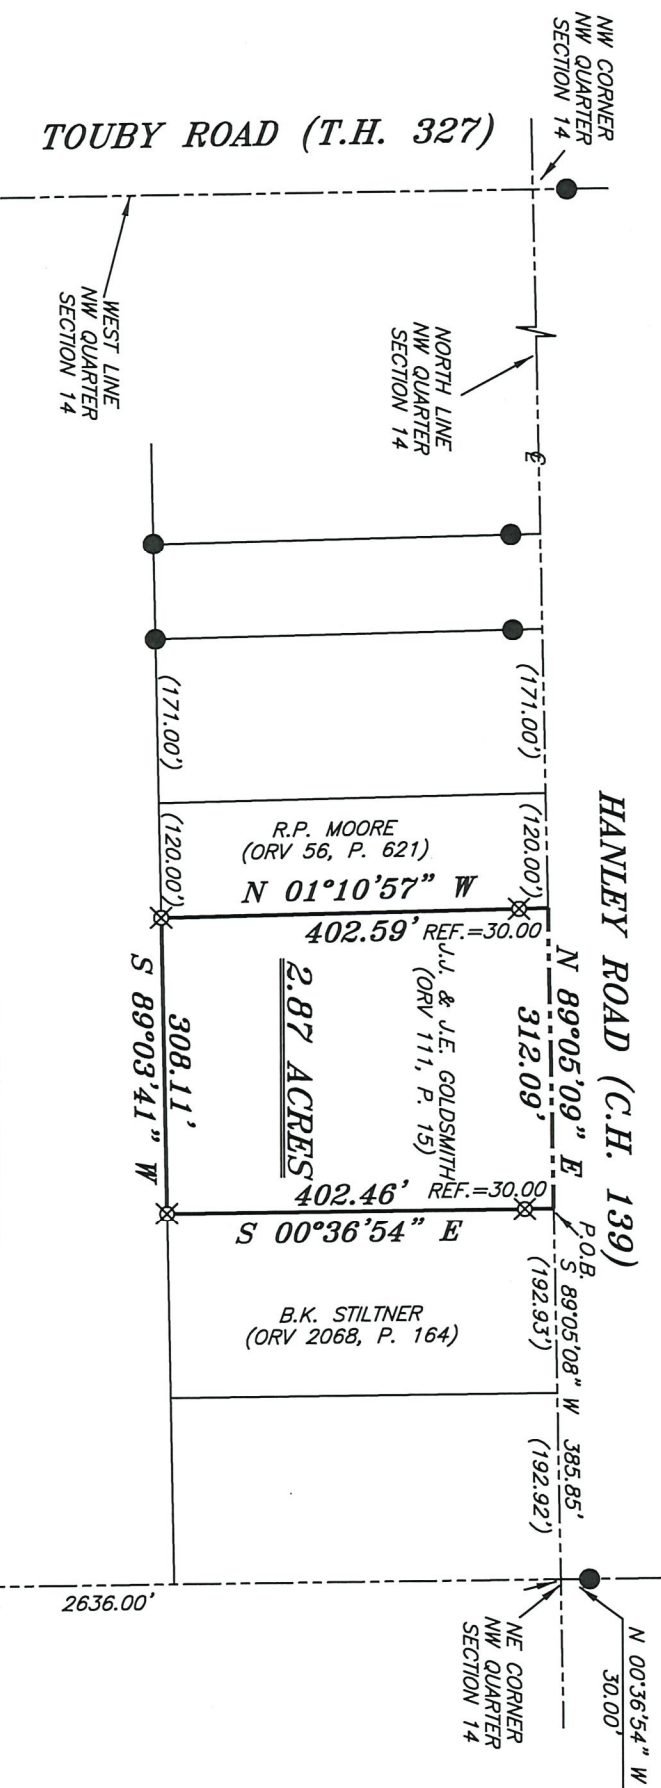 NW CORNER
NW QUARTER
SECTION 14
TOUBY ROAD (T.H. 327)
WEST LINE
NW QUARTER
SECTION 14
NORTH LINE
NW QUARTER
SECTION 14
℄
HANLEY ROAD (C.H. 139)
(171.00')
(171.00')
(120.00')
(120.00')
R.P. MOORE
(ORV 56, P. 621)
N 01°10'57" W
402.59'
REF.=30.00
N 89°05'09" E
312.09'
J.J. & J.E. GOLDSMITH
(ORV 111, P. 15)
2.87 ACRES
308.11'
S 89°03'41" W
402.46'
REF.=30.00
S 00°36'54" E
P.O.B.
S 89°05'08" W 385.85'
(192.93')
(192.92')
B.K. STILTNER
(ORV 2068, P. 164)
2636.00'
NE CORNER
NW QUARTER
SECTION 14
N 00°36'54" W
30.00'